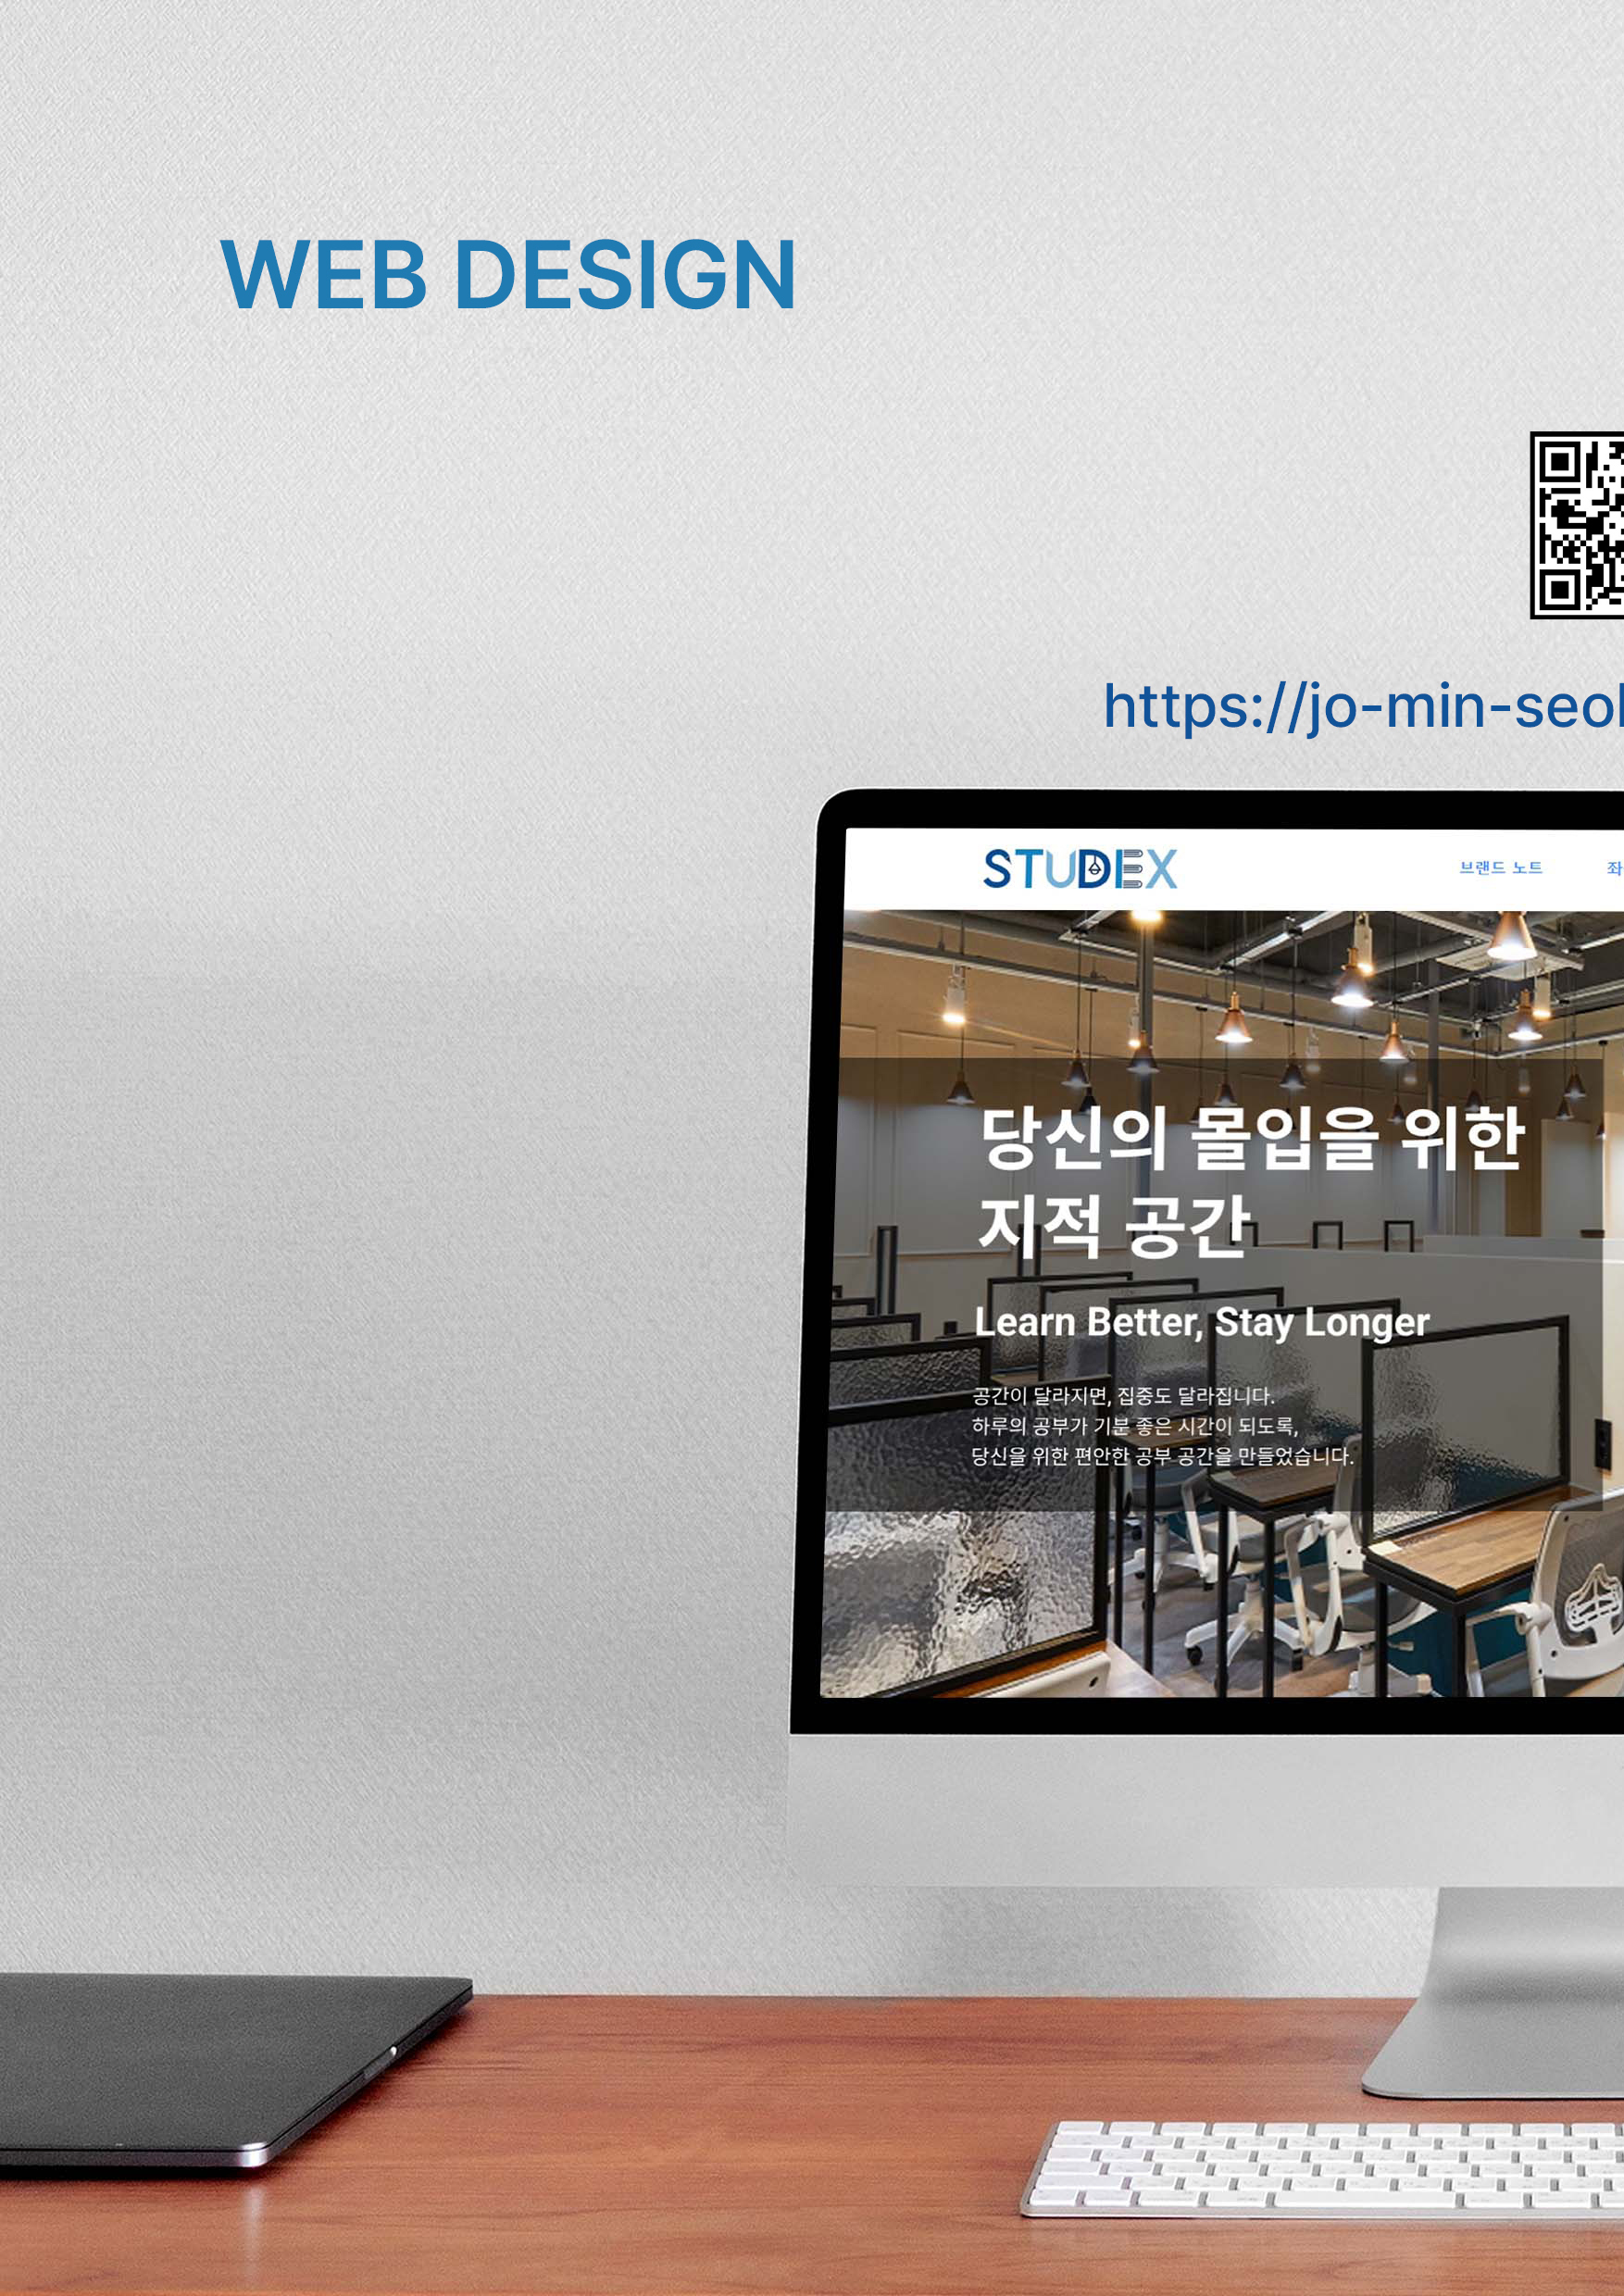 WEB DESIGN
https://jo-min-seo
STUDEX
브랜드 노트
좌
당신의 몰입을 위한
지적 공간
Learn Better, Stay Longer
공간이 달라지면, 집중도 달라집니다.
하루의 공부가 기분 좋은 시간이 되도록,
당신을 위한 편안한 공부 공간을 만들었습니다.